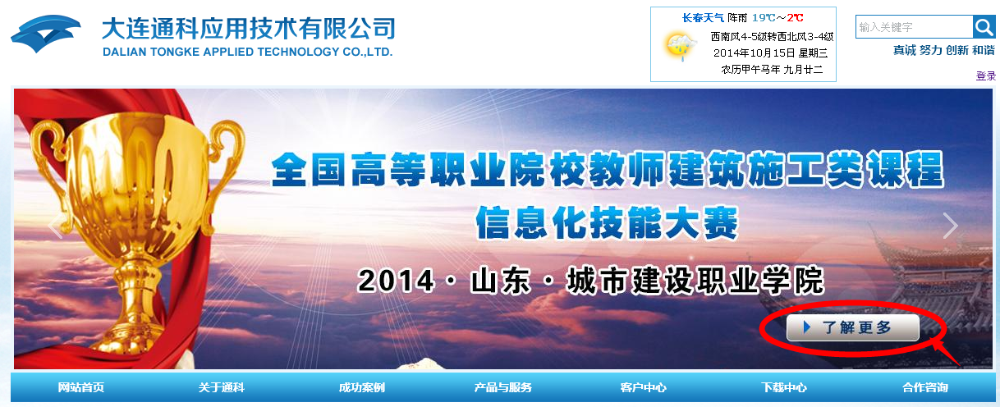 大连通科应用技术有限公司
DALIAN TONGKE APPLIED TECHNOLOGY CO.,LTD.
长春天气 阵雨 19℃～2℃
西南风4-5级转西北风3-4级
2014年10月15日 星期三
农历甲午马年 九月廿二
输入关键字
真诚 努力 创新 和谐
登录
全国高等职业院校教师建筑施工类课程
信息化技能大赛
2014·山东·城市建设职业学院
了解更多
网站首页 关于通科 成功案例 产品与服务 客户中心 下载中心 合作咨询